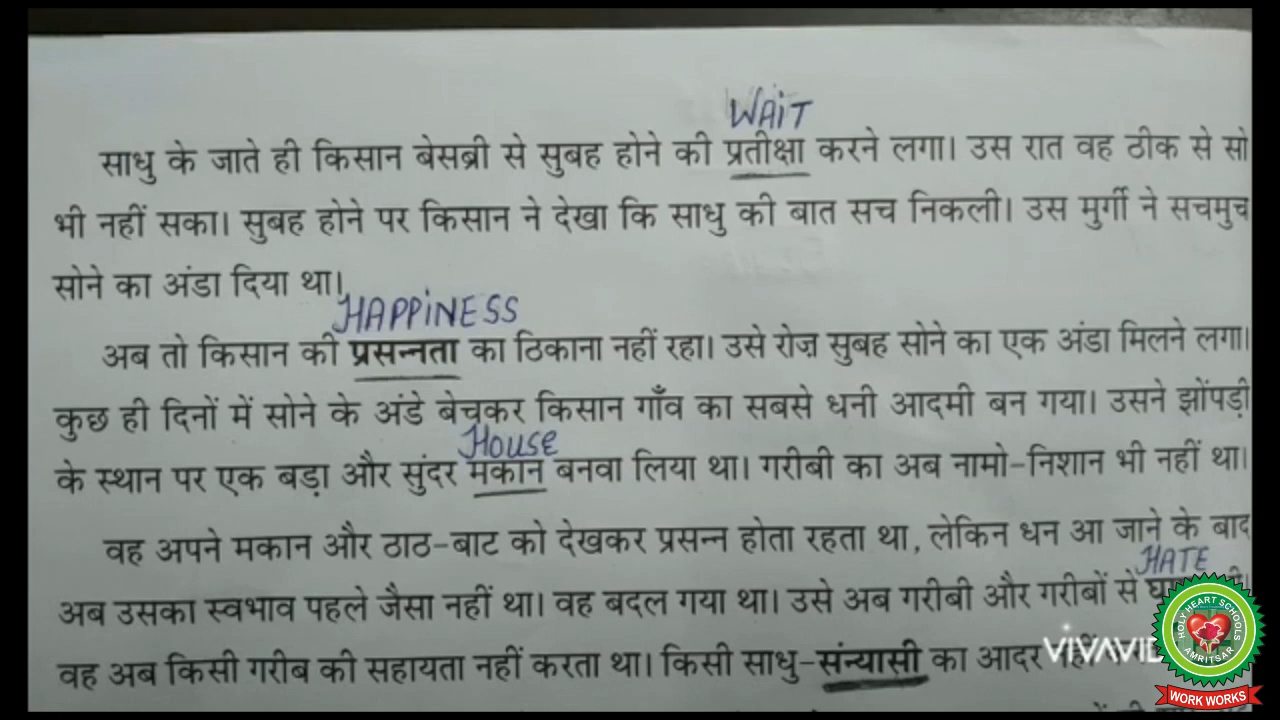 WAIT
साधु के जाते ही किसान बेसब्री से सुबह होने की प्रतीक्षा करने लगा। उस रात वह ठीक से सो
भी नहीं सका। सुबह होने पर किसान ने देखा कि साधु की बात सच निकली। उस मुर्गी ने सचमुच
सोने का अंडा दिया था।
HAPPINESS
अब तो किसान की प्रसन्नता का ठिकाना नहीं रहा। उसे रोज़ सुबह सोने का एक अंडा मिलने लगा।
कुछ ही दिनों में सोने के अंडे बेचकर किसान गाँव का सबसे धनी आदमी बन गया। उसने झोंपड़ी
HOUSE
के स्थान पर एक बड़ा और सुंदर मकान बनवा लिया था। गरीबी का अब नामो-निशान भी नहीं था।
वह अपने मकान और ठाठ-बाट को देखकर प्रसन्न होता रहता था, लेकिन धन आ जाने के बाद
HATE
अब उसका स्वभाव पहले जैसा नहीं था। वह बदल गया था। उसे अब गरीबी और गरीबों से
वह अब किसी गरीब की सहायता नहीं करता था। किसी साधु-संन्यासी का आदर
HOLY HEART SCHOOLS
AMRITSAR
WORK WORKS